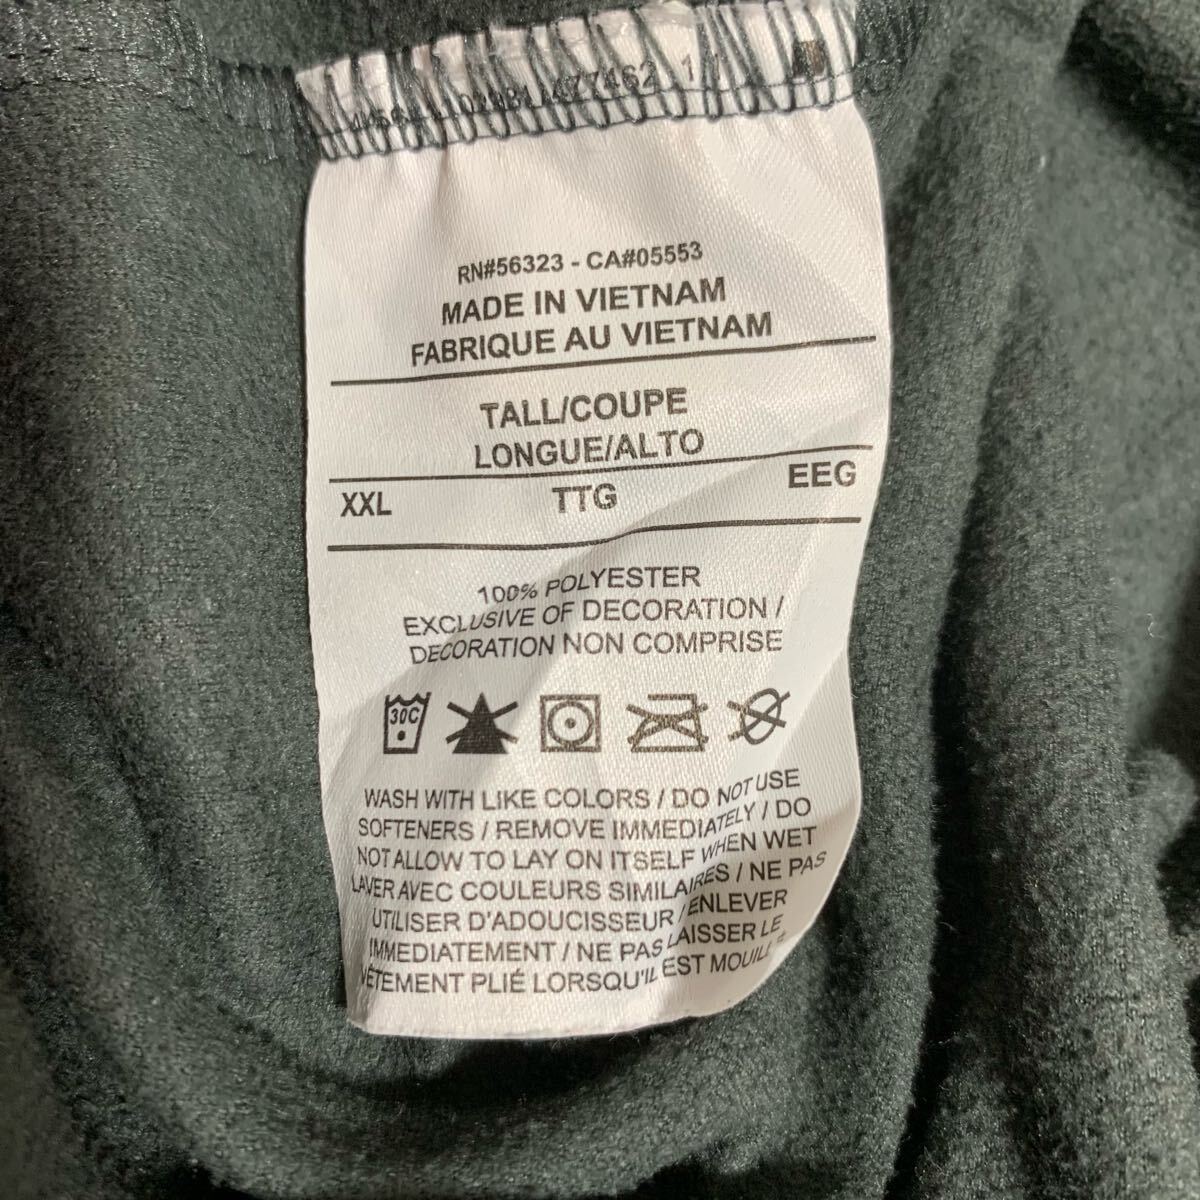 RN#56323 - CA#05553
MADE IN VIETNAM
FABRIQUE AU VIETNAM
TALL/COUPE
LONGUE/ALTO
XXL TTG EEG
100% POLYESTER
EXCLUSIVE OF DECORATION /
DECORATION NON COMPRISE
30C
WASH WITH LIKE COLORS / DO NOT USE
SOFTENERS / REMOVE IMMEDIATELY / DO
NOT ALLOW TO LAY ON ITSELF WHEN WET
LAVER AVEC COULEURS SIMILAIRES / NE PAS
UTILISER D'ADOUCISSEUR / ENLEVER
IMMEDIATEMENT / NE PAS LAISSER LE
VÊTEMENT PLIÉ LORSQU'IL EST MOUILLÉ